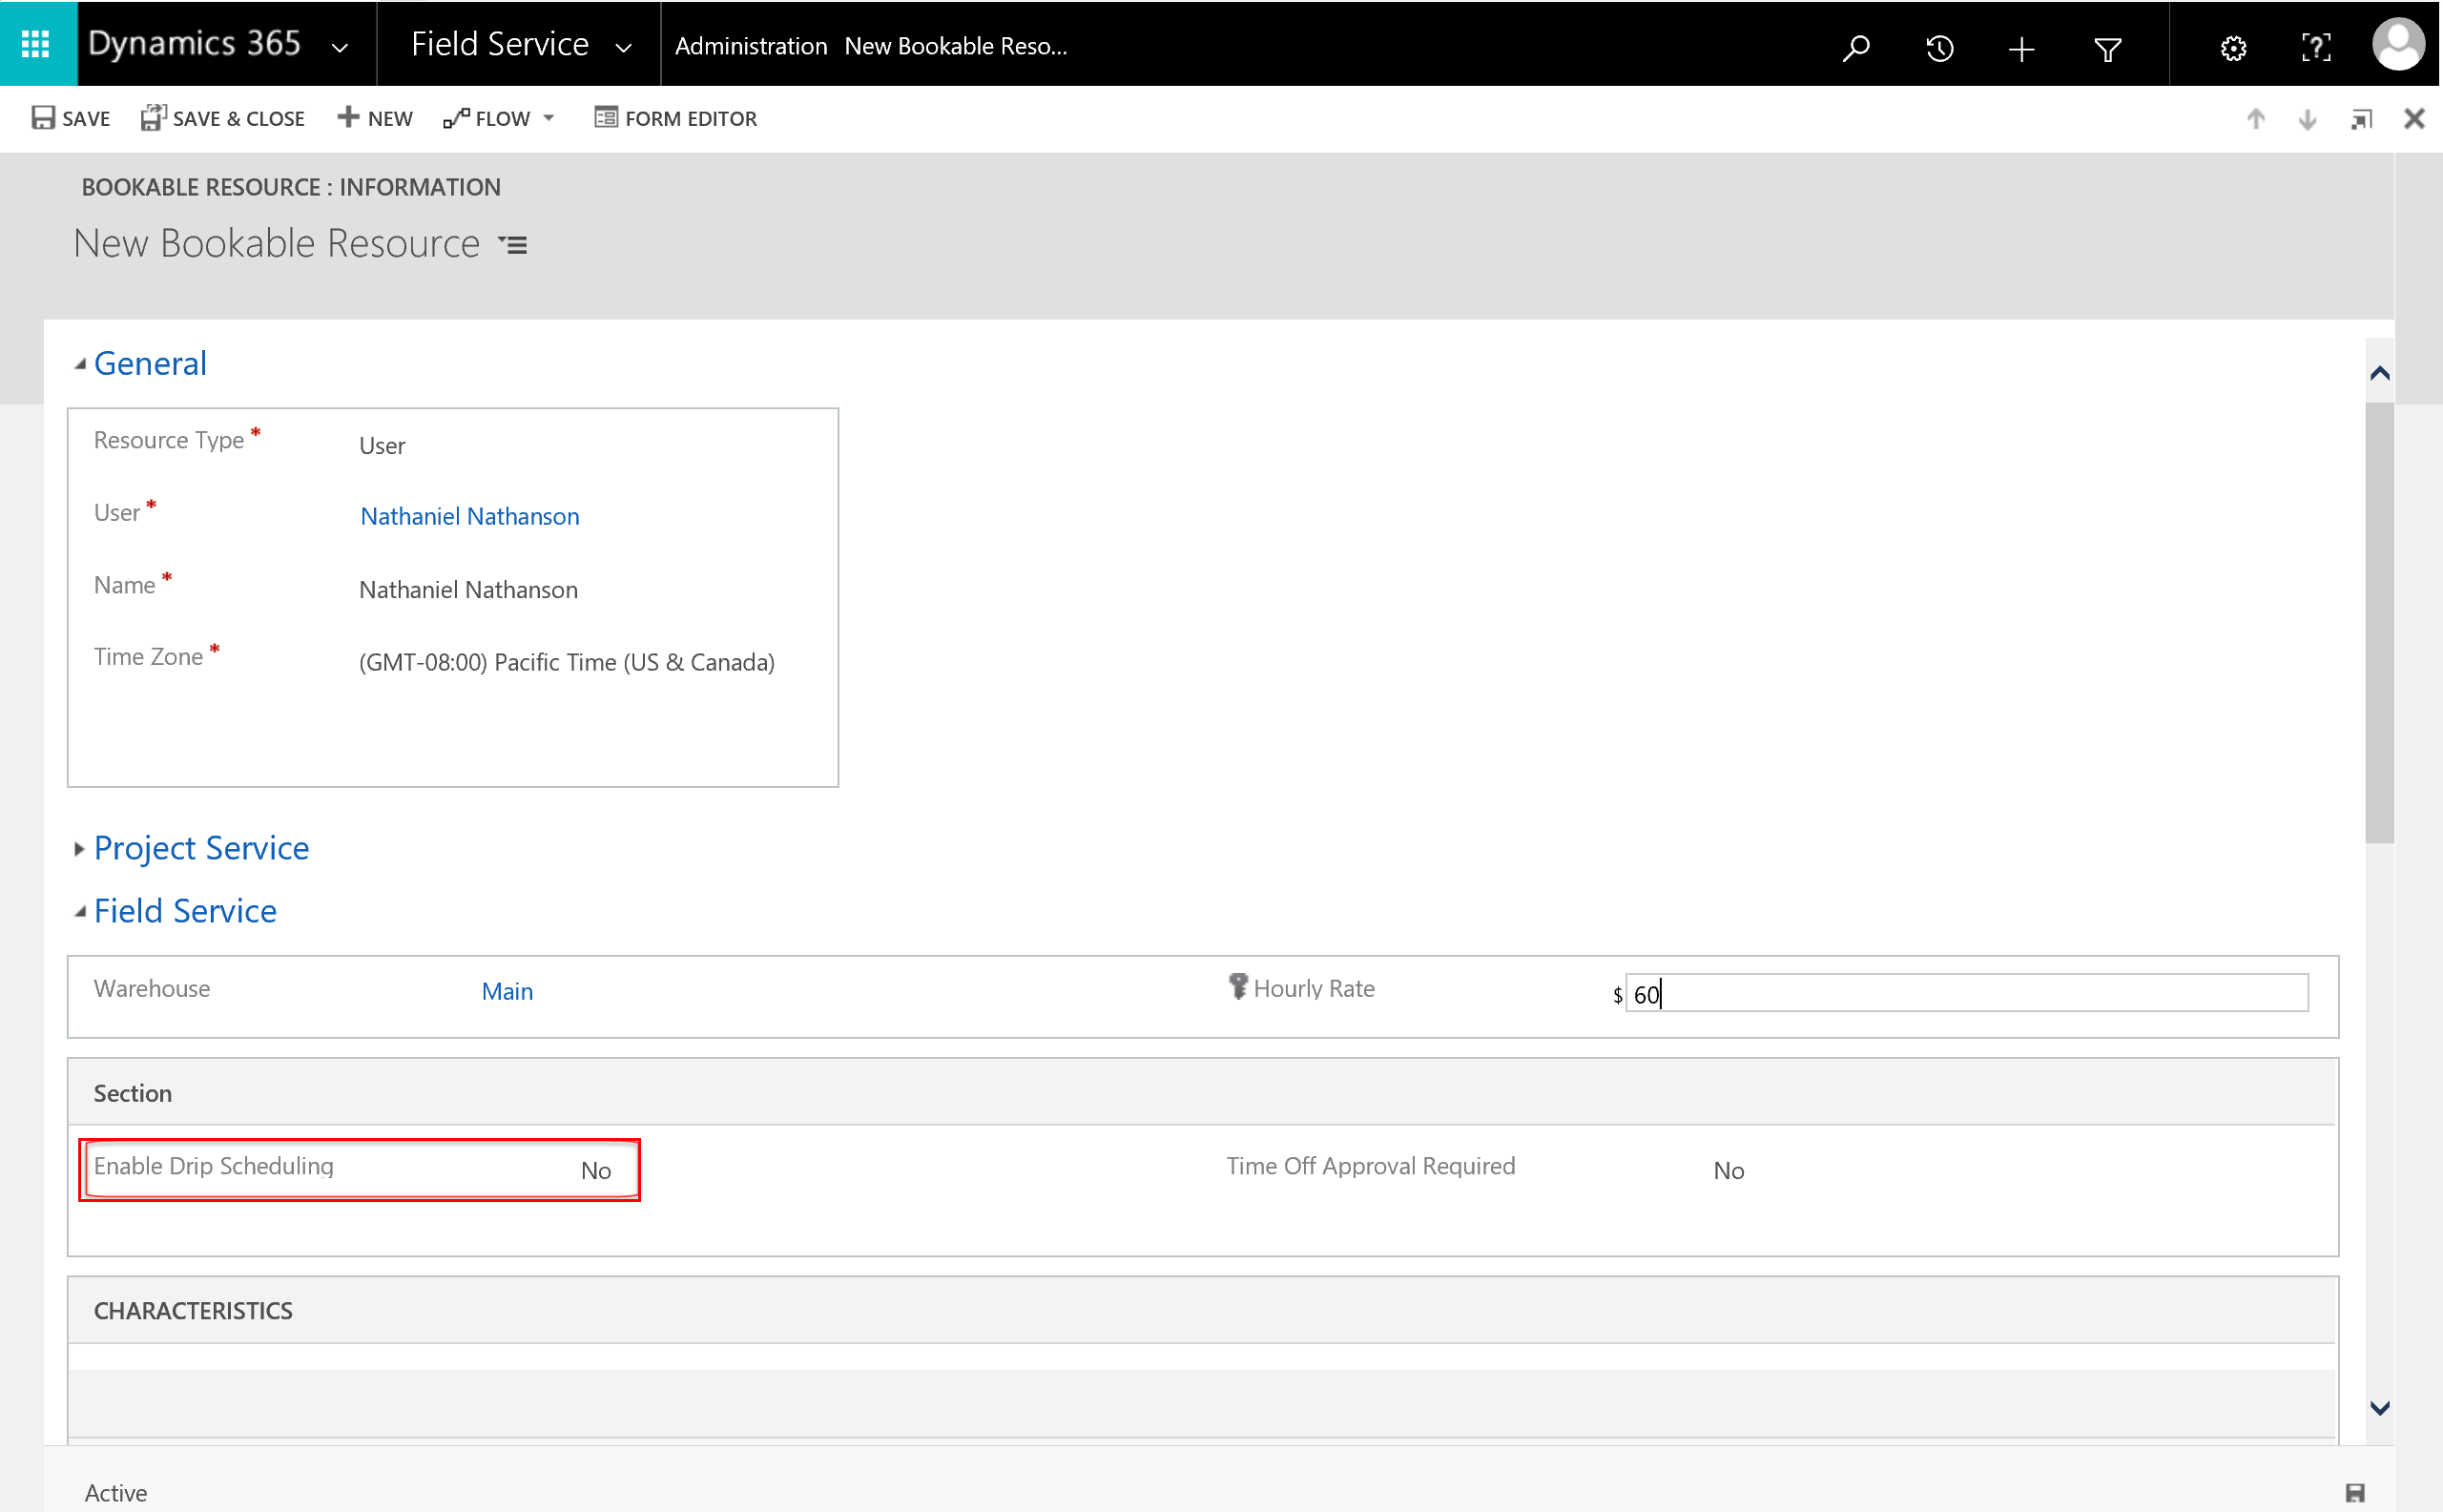 Dynamics 365 Field Service Administration New Bookable Reso...
SAVE SAVE & CLOSE NEW FLOW FORM EDITOR
BOOKABLE RESOURCE : INFORMATION
New Bookable Resource
General
Resource Type * User
User * Nathaniel Nathanson
Name * Nathaniel Nathanson
Time Zone * (GMT-08:00) Pacific Time (US & Canada)
Project Service
Field Service
Warehouse Main Hourly Rate $ 60
Section
Enable Drip Scheduling No Time Off Approval Required No
CHARACTERISTICS
Active